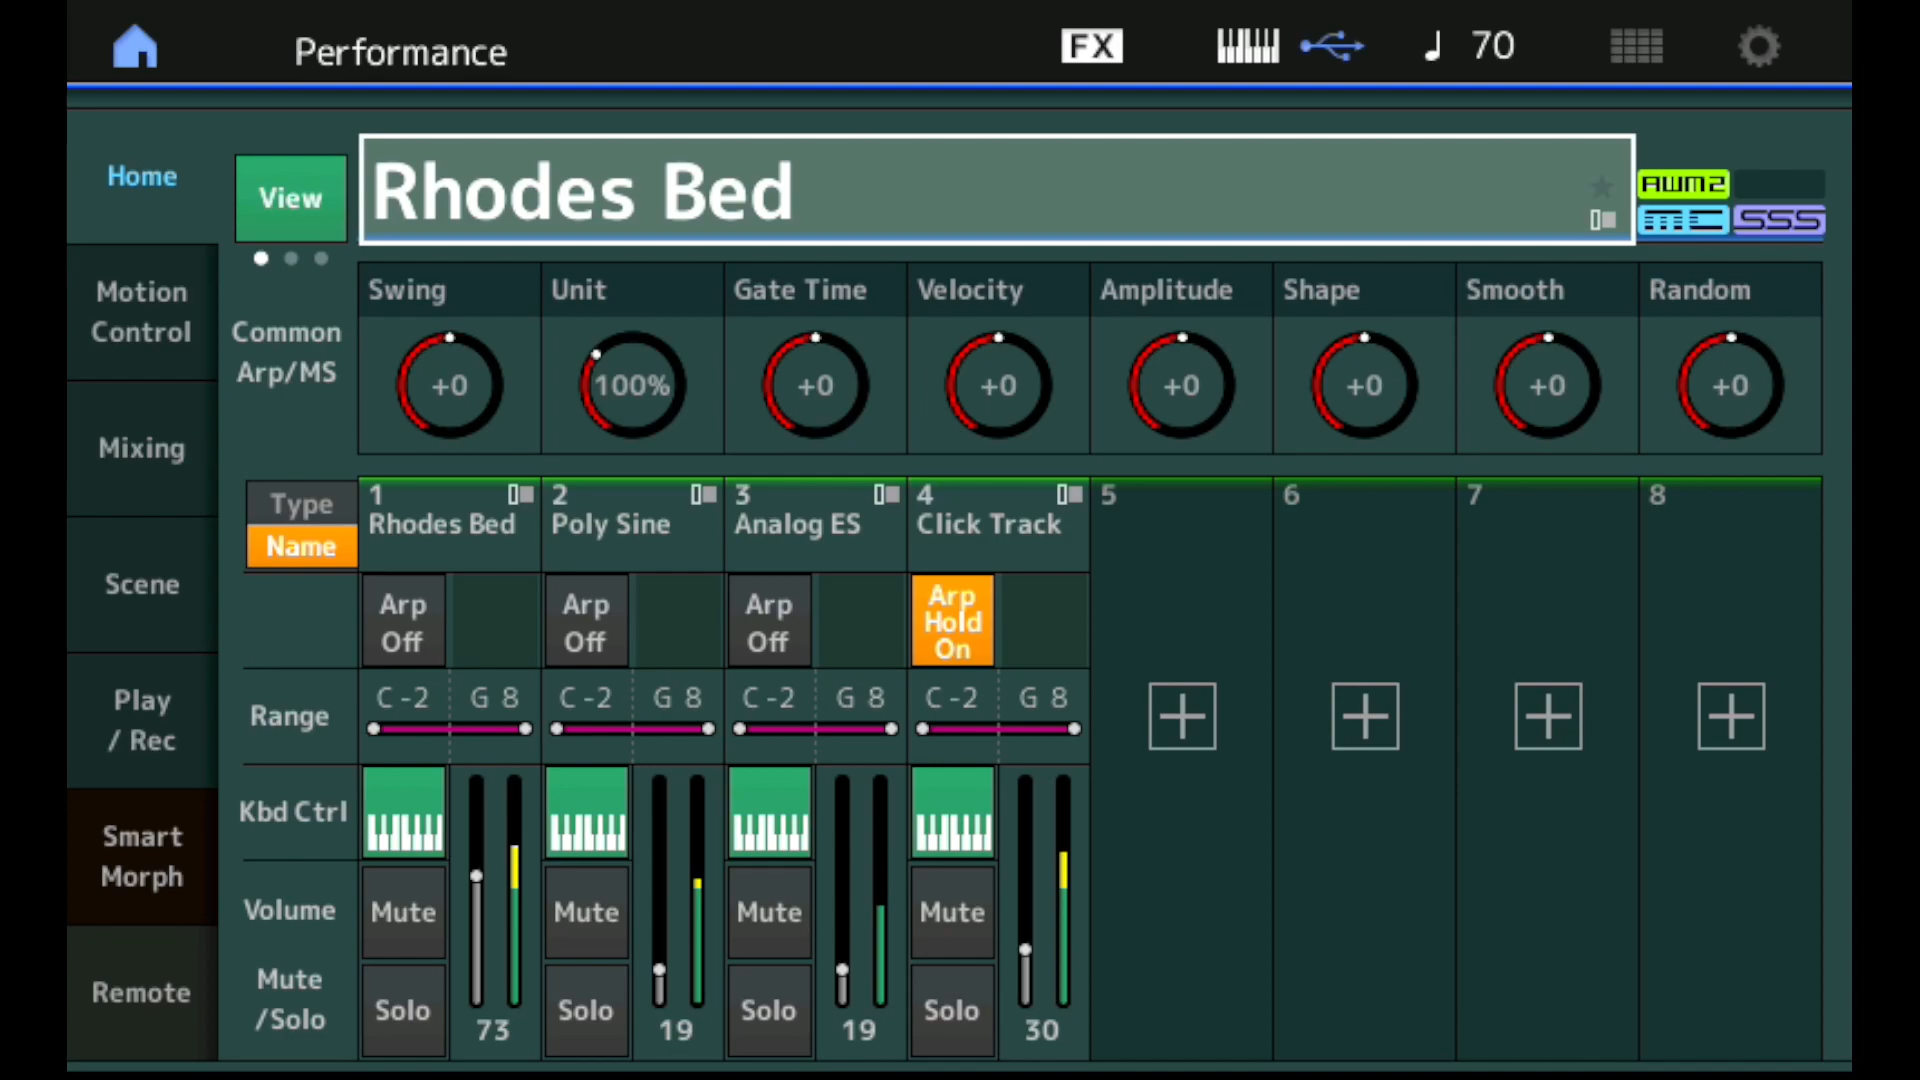 Performance
FX
70
Home
View
Rhodes Bed
AWM2
MC SSS
Motion
Control
Common
Arp/MS
Swing Unit Gate Time Velocity Amplitude Shape Smooth Random
+0 100% +0 +0 +0 +0 +0 +0
Mixing
Type
Name
1 2 3 4 5 6 7 8
Rhodes Bed Poly Sine Analog ES Click Track
Scene
Arp
Off
Arp
Off
Arp
Off
Arp
Hold
On
Range
C -2 G 8 C -2 G 8 C -2 G 8 C -2 G 8
Play
/ Rec
Kbd Ctrl
Smart
Morph
Volume
Mute Mute Mute Mute
Mute
/Solo
Solo Solo Solo Solo
73 19 19 30
Remote